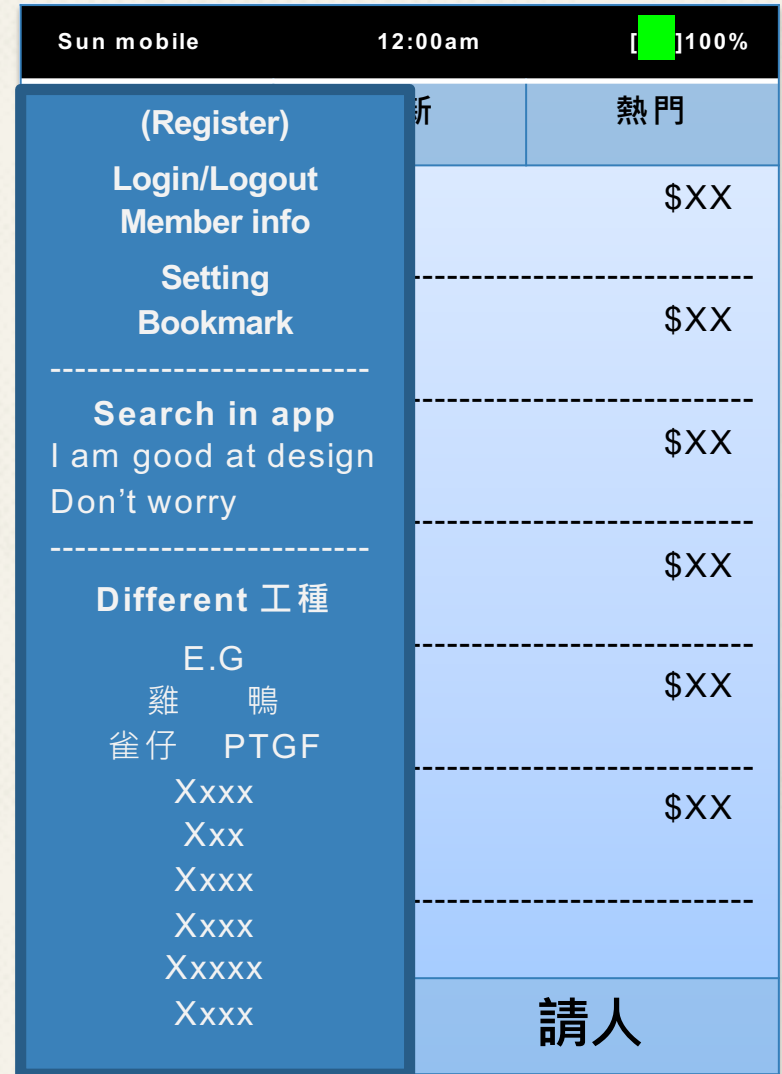 Sun mobile 12:00am [ ]100%
(Register)
Login/Logout
Member info
Setting
Bookmark
--------------------------
Search in app
I am good at design
Don’t worry
--------------------------
Different 工種
E.G
雞 鴨
雀仔 PTGF
Xxxx
Xxx
Xxxx
Xxxx
Xxxxx
Xxxx
熱門
$XX
$XX
$XX
$XX
$XX
$XX
請人